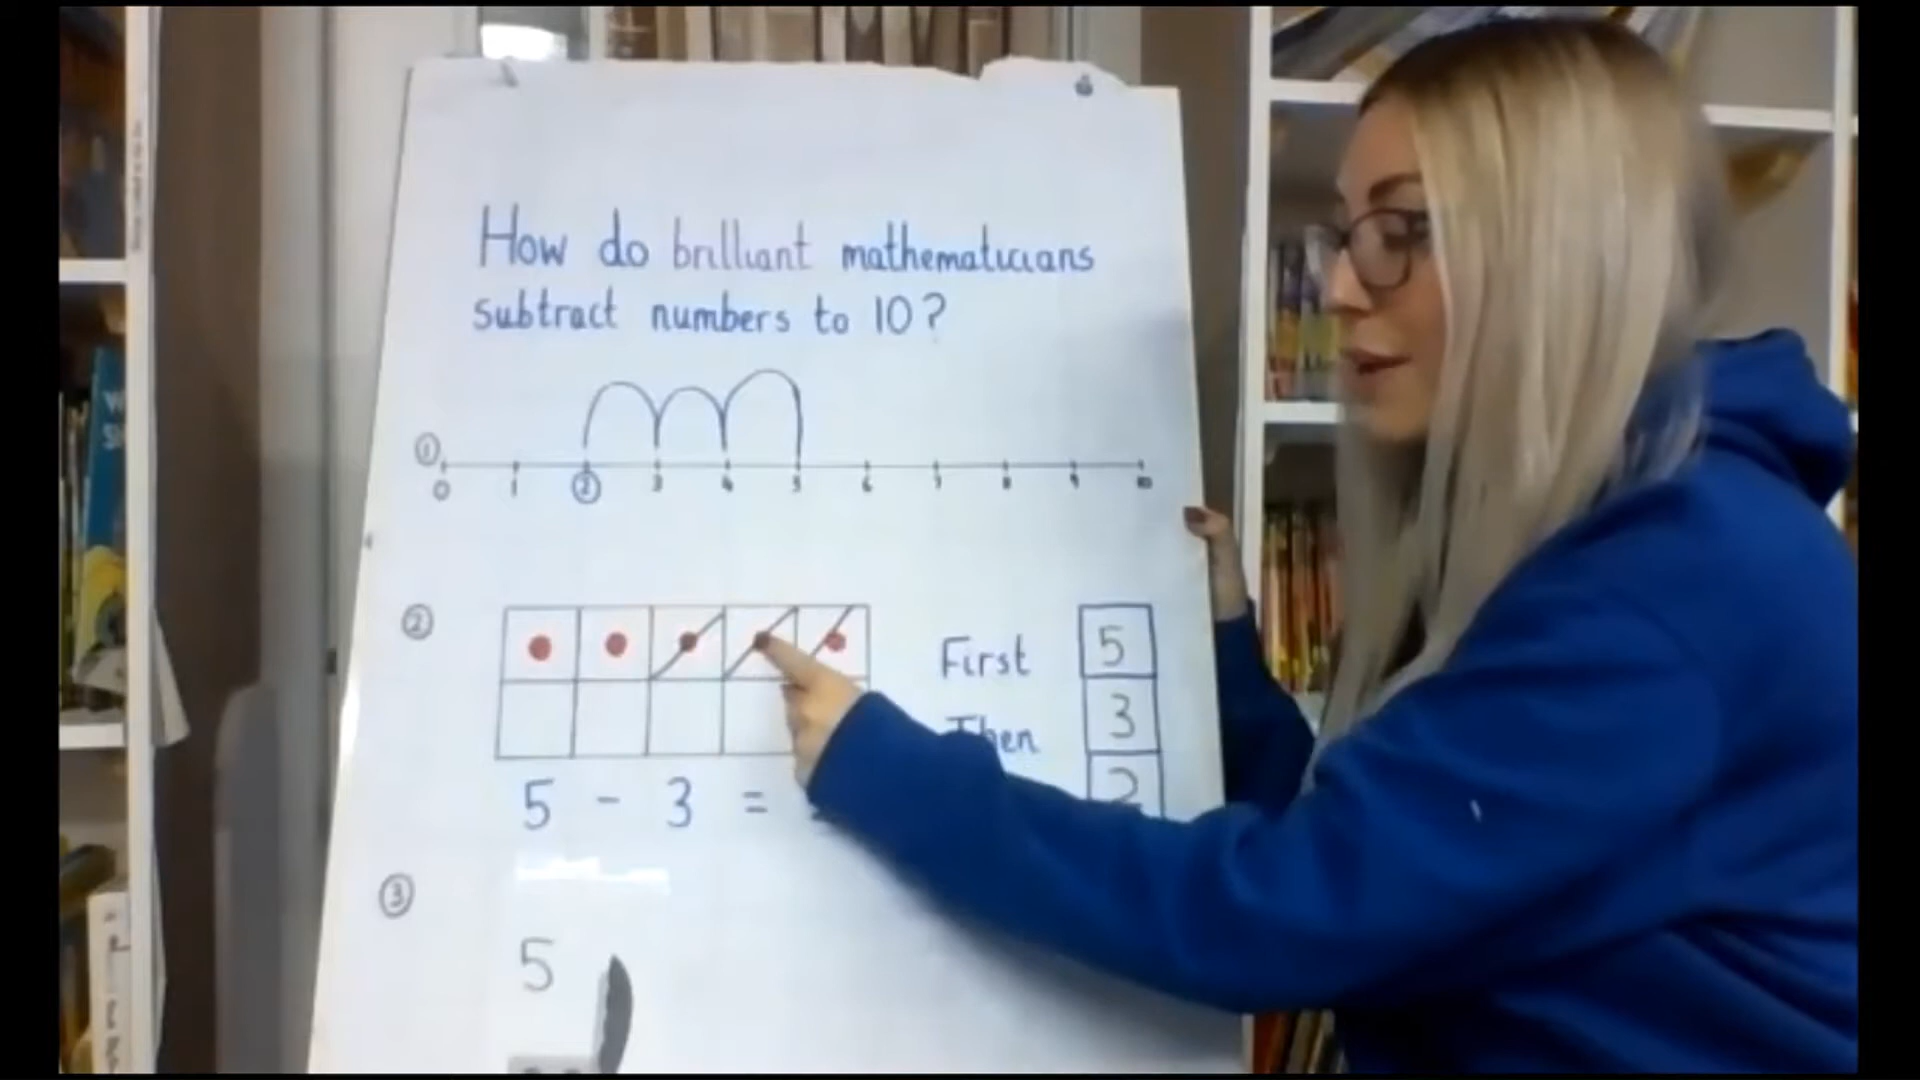 How do brilliant mathematicians
subtract numbers to 10?
①
0 1 ② 3 4 5 6 7 8 9 10
②
First 5
Then 3
2
5 - 3 =
③
5